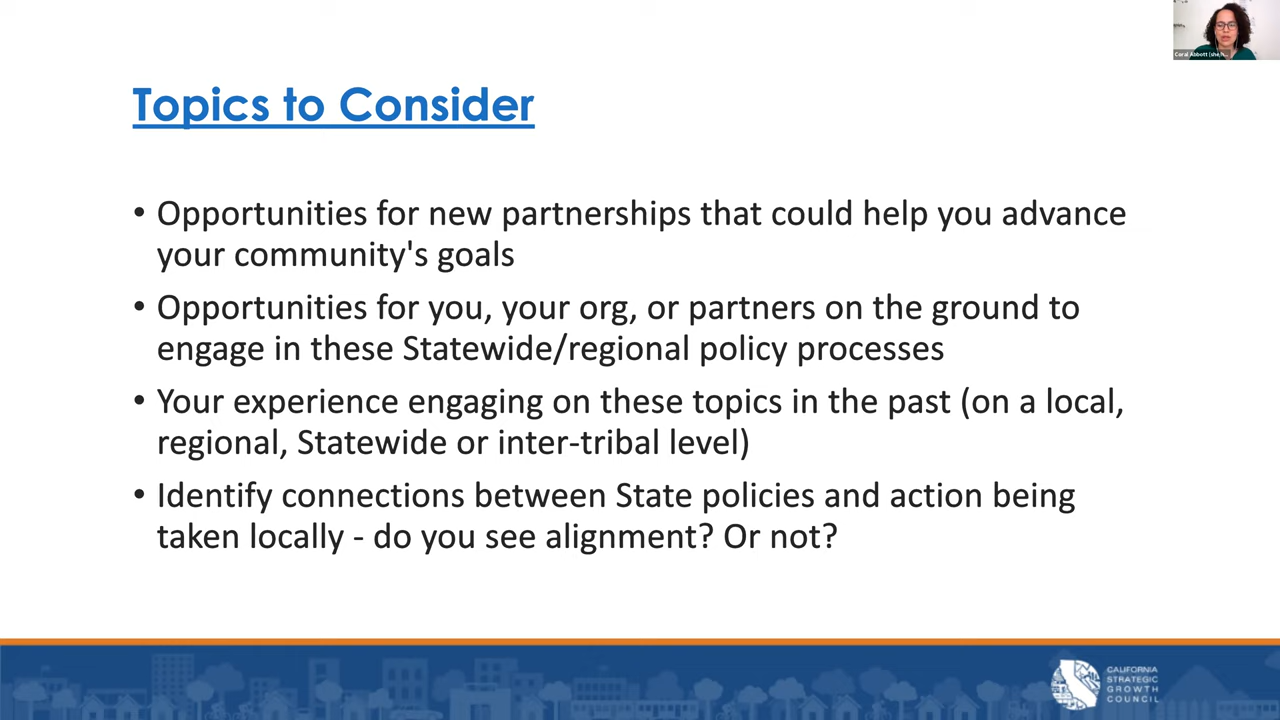 Coral Abbott (she/h...
Topics to Consider
• Opportunities for new partnerships that could help you advance
your community's goals
• Opportunities for you, your org, or partners on the ground to
engage in these Statewide/regional policy processes
• Your experience engaging on these topics in the past (on a local,
regional, Statewide or inter-tribal level)
• Identify connections between State policies and action being
taken locally - do you see alignment? Or not?
CALIFORNIA
STRATEGIC
GROWTH
COUNCIL